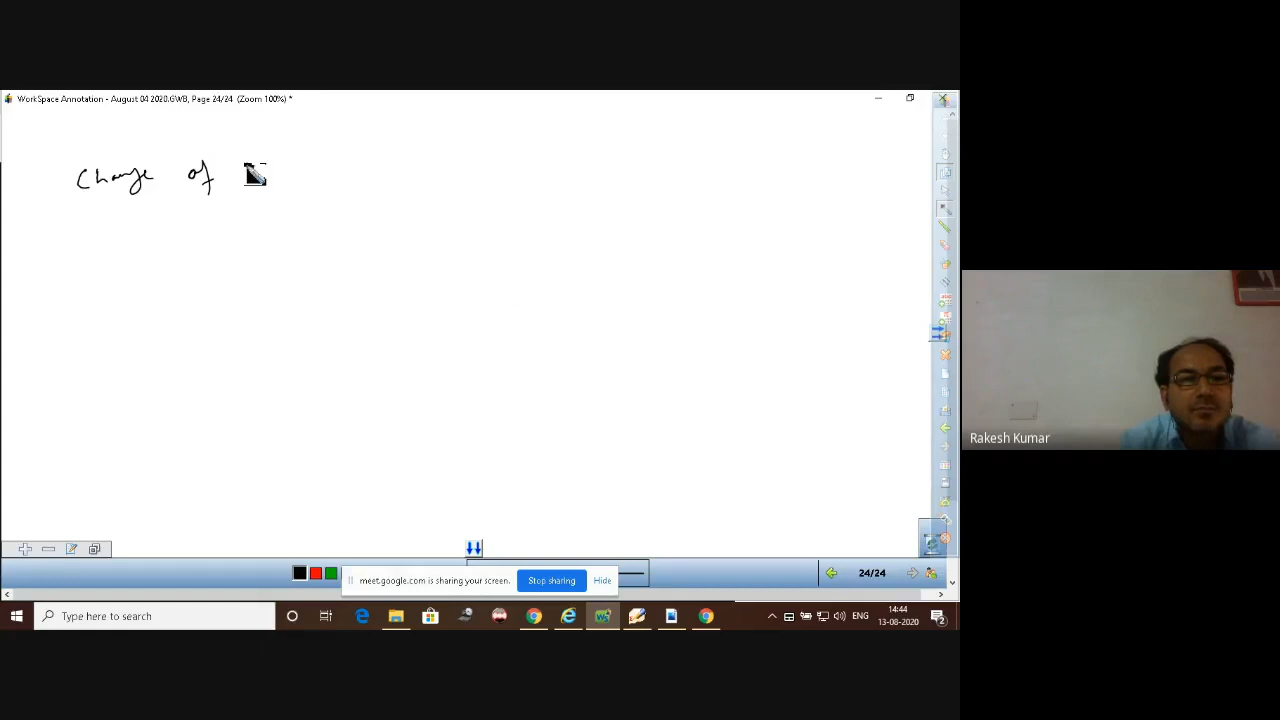 WorkSpace Annotation - August 04 2020.GWB, Page 24/24 (Zoom 100%) *
Change of
Rakesh Kumar
24/24
meet.google.com is sharing your screen.
Stop sharing
Hide
Type here to search
ENG
14:44
13-08-2020
2